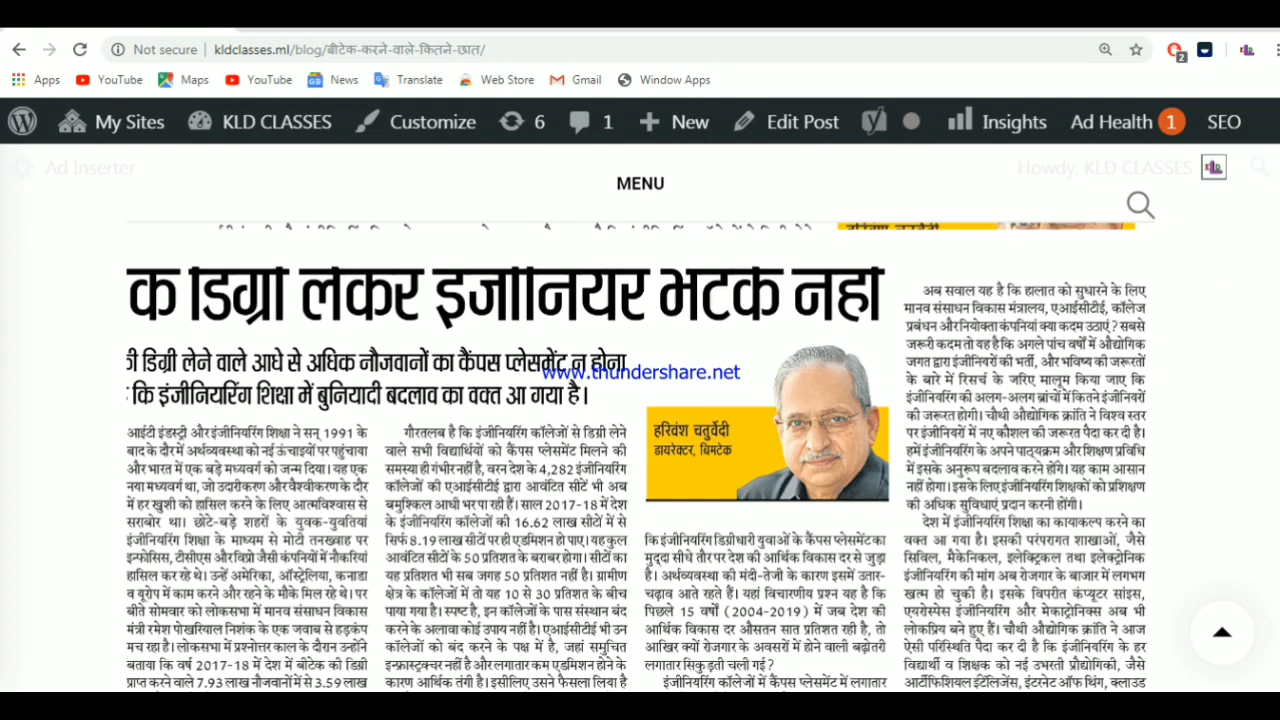 Not secure | kldclasses.ml/blog/बीटेक-करने-वाले-कितने-छात/
2
Apps YouTube Maps YouTube News Translate Web Store Gmail Window Apps
My Sites KLD CLASSES Customize 6 1 New Edit Post Insights Ad Health 1 SEO
Ad Inserter Howdy, KLD CLASSES
MENU
लेकर इंजीनियर भटकें नहीं
डिग्री लेने वाले आधे से अधिक नौजवानों का कैंपस प्लेसमेंट न होना
www.thundershare.net
कि इंजीनियरिंग शिक्षा में बुनियादी बदलाव का वक्त आ गया है।
आईटी इंडस्ट्री और इंजीनियरिंग शिक्षा ने सन् 1991 के
बाद के दौर में अर्थव्यवस्था को नई ऊंचाइयों पर पहुंचाया
और भारत में एक बड़े मध्यवर्ग को जन्म दिया। यह एक
नया मध्यवर्ग था, जो उदारीकरण और वैश्वीकरण के दौर
में हर खुशी को हासिल करने के लिए आत्मविश्वास से
सराबोर था। छोटे-बड़े शहरों के युवक-युवतियां
इंजीनियरिंग शिक्षा के माध्यम से मोटी तनख्वाह पर
इन्फोसिस, टीसीएस और विप्रो जैसी कंपनियों में नौकरियां
हासिल कर रहे थे। उन्हें अमेरिका, ऑस्ट्रेलिया, कनाडा
व यूरोप में काम करने और रहने के मौके मिल रहे थे। पर
बीते सोमवार को लोकसभा में मानव संसाधन विकास
मंत्री रमेश पोखरियाल निशंक के एक जवाब से हड़कंप
मच रहा है। लोकसभा में प्रश्नोत्तर काल के दौरान उन्होंने
बताया कि वर्ष 2017-18 में देश में बीटेक की डिग्री
प्राप्त करने वाले 7.93 लाख नौजवानों में से 3.59 लाख
गौरतलब है कि इंजीनियरिंग कॉलेजों से डिग्री लेने
वाले सभी विद्यार्थियों को कैंपस प्लेसमेंट मिलने की
समस्या ही गंभीर नहीं है, वरन देश के 4,282 इंजीनियरिंग
कॉलेजों की एआईसीटीई द्वारा आवंटित सीटें भी अब
बमुश्किल आधी भर पा रही हैं। साल 2017-18 में देश
के इंजीनियरिंग कॉलेजों की 16.62 लाख सीटों में से
सिर्फ 8.19 लाख सीटों पर ही एडमिशन हो पाए। यह कुल
आवंटित सीटों के 50 प्रतिशत के बराबर होगा। सीटों का
यह प्रतिशत भी सब जगह 50 प्रतिशत नहीं है। ग्रामीण
क्षेत्र के कॉलेजों में तो यह 10 से 30 प्रतिशत के बीच
पाया गया है। स्पष्ट है, इन कॉलेजों के पास संस्थान बंद
करने के अलावा कोई उपाय नहीं है। एआईसीटीई भी उन
कॉलेजों को बंद करने के पक्ष में है, जहां समुचित
इन्फ्रास्ट्रक्चर नहीं है और लगातार कम एडमिशन होने के
कारण आर्थिक तंगी है। इसीलिए उसने फैसला लिया है
हरिवंश चतुर्वेदी
डायरेक्टर, बिमटेक
कि इंजीनियरिंग डिग्रीधारी युवाओं के कैंपस प्लेसमेंट का
मुद्दा सीधे तौर पर देश की आर्थिक विकास दर से जुड़ा
है। अर्थव्यवस्था की मंदी-तेजी के कारण इसमें उतार-
चढ़ाव आते रहते हैं। यहां विचारणीय प्रश्न यह है कि
पिछले 15 वर्षों (2004-2019) में जब देश की
आर्थिक विकास दर औसतन सात प्रतिशत रही है, तो
आखिर क्यों रोजगार के अवसरों में होने वाली बढ़ोतरी
लगातार सिकुड़ती चली गई?
इंजीनियरिंग कॉलेजों में कैंपस प्लेसमेंट में लगातार
अब सवाल यह है कि हालात को सुधारने के लिए
मानव संसाधन विकास मंत्रालय, एआईसीटीई, कॉलेज
प्रबंधन और नियोक्ता कंपनियां क्या कदम उठाएं? सबसे
जरूरी कदम तो यह है कि अगले पांच वर्षों में औद्योगिक
जगत द्वारा इंजीनियरों की भर्ती, और भविष्य की जरूरतों
के बारे में रिसर्च के जरिए मालूम किया जाए कि
इंजीनियरिंग की अलग-अलग ब्रांचों में कितने इंजीनियरों
की जरूरत होगी। चौथी औद्योगिक क्रांति ने विश्व स्तर
पर इंजीनियरों में नए कौशल की जरूरत पैदा कर दी है।
हमें इंजीनियरिंग के अपने पाठ्यक्रम और शिक्षण प्रविधि
में इसके अनुरूप बदलाव करने होंगे। यह काम आसान
नहीं होगा। इसके लिए इंजीनियरिंग शिक्षकों को प्रशिक्षण
की अधिक सुविधाएं प्रदान करनी होंगी।
देश में इंजीनियरिंग शिक्षा का कायाकल्प करने का
वक्त आ गया है। इसकी परंपरागत शाखाओं, जैसे
सिविल, मैकेनिकल, इलेक्ट्रिकल तथा इलेक्ट्रोनिक
इंजीनियरिंग की मांग अब रोजगार के बाजार में लगभग
खत्म हो चुकी है। इसके विपरीत कंप्यूटर साइंस,
एयरोस्पेस इंजीनियरिंग और मेकाट्रोनिक्स अब भी
लोकप्रिय बने हुए हैं। चौथी औद्योगिक क्रांति ने आज
ऐसी परिस्थिति पैदा कर दी है कि इंजीनियरिंग के हर
विद्यार्थी व शिक्षक को नई उभरती प्रौद्योगिकी, जैसे
आर्टीफिशियल इंटेलिजेंस, इंटरनेट ऑफ थिंग, क्लाउड